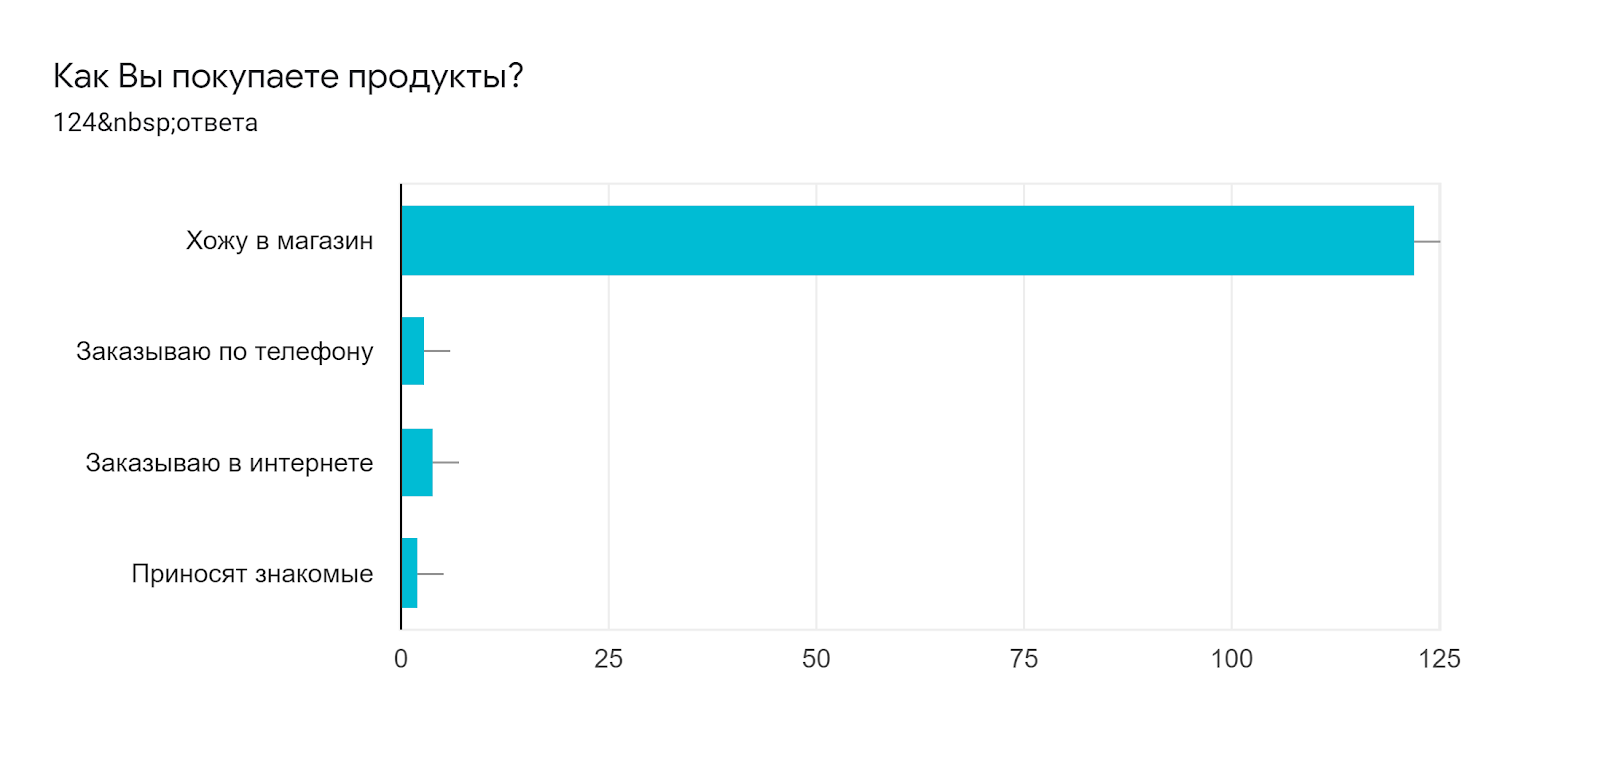 Как Вы покупаете продукты?
124&nbsp;ответа
Хожу в магазин
Заказываю по телефону
Заказываю в интернете
Приносят знакомые
0 25 50 75 100 125